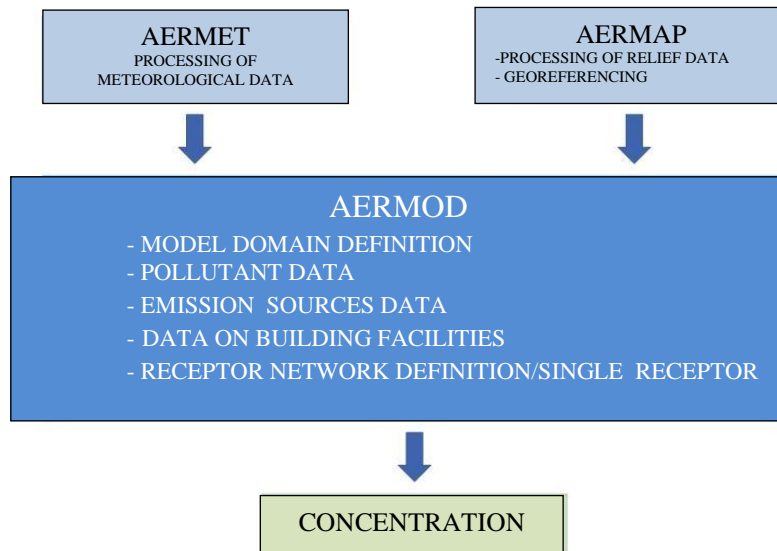 AERMET
PROCESSING OF
METEOROLOGICAL DATA
AERMAP
-PROCESSING OF RELIEF DATA
- GEOREFERENCING
AERMOD
- MODEL DOMAIN DEFINITION
- POLLUTANT DATA
- EMISSION SOURCES DATA
- DATA ON BUILDING FACILITIES
- RECEPTOR NETWORK DEFINITION/SINGLE RECEPTOR
CONCENTRATION